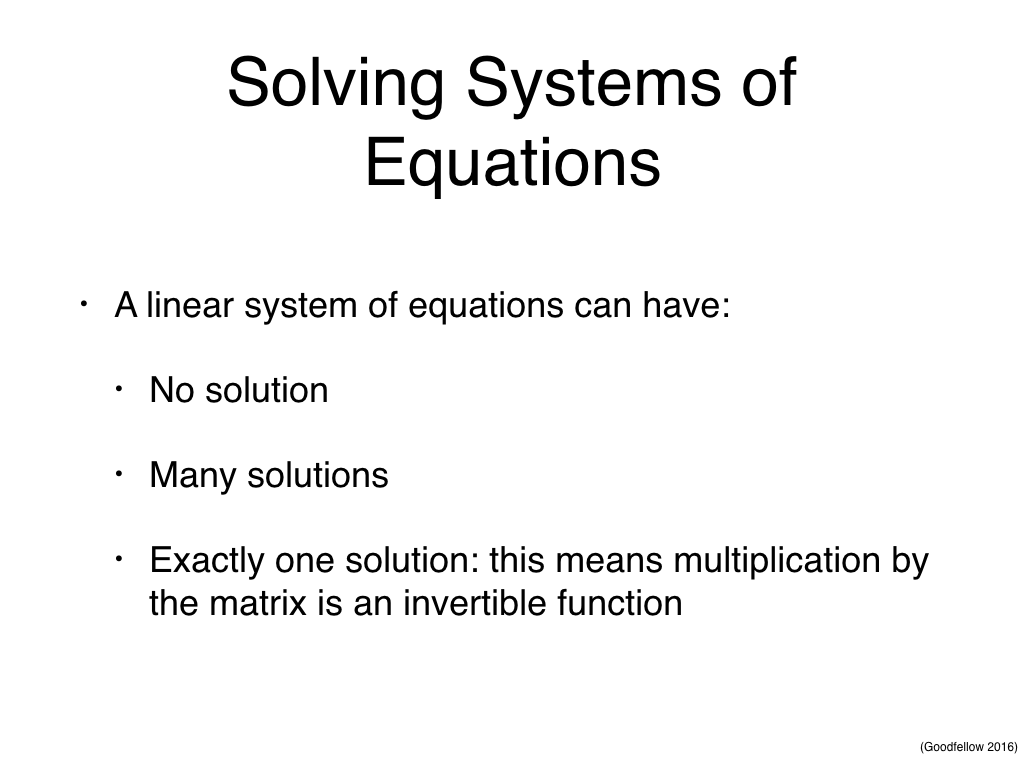 Solving Systems of
Equations
• A linear system of equations can have:
• No solution
• Many solutions
• Exactly one solution: this means multiplication by
the matrix is an invertible function
(Goodfellow 2016)